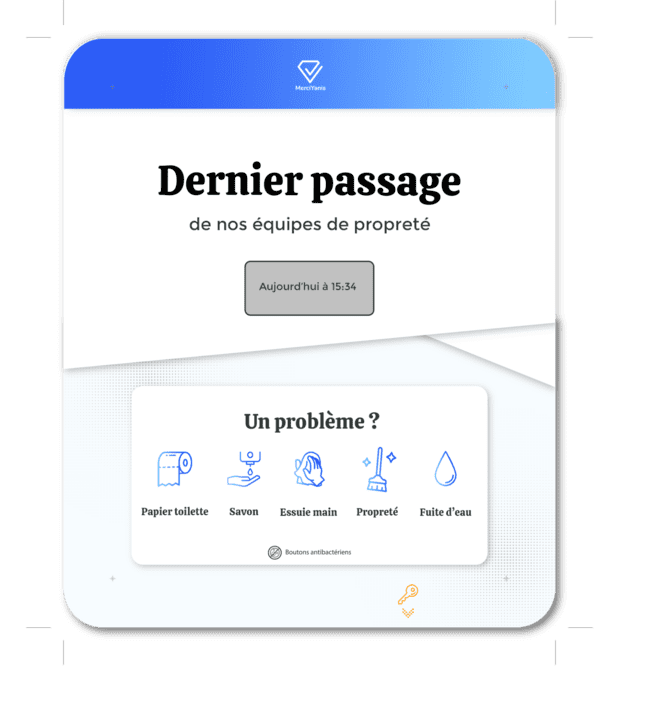 MerciYanis
Dernier passage
de nos équipes de propreté
Aujourd'hui à 15:34
Un problème ?
Papier toilette Savon Essuie main Propreté Fuite d'eau
Boutons antibactériens